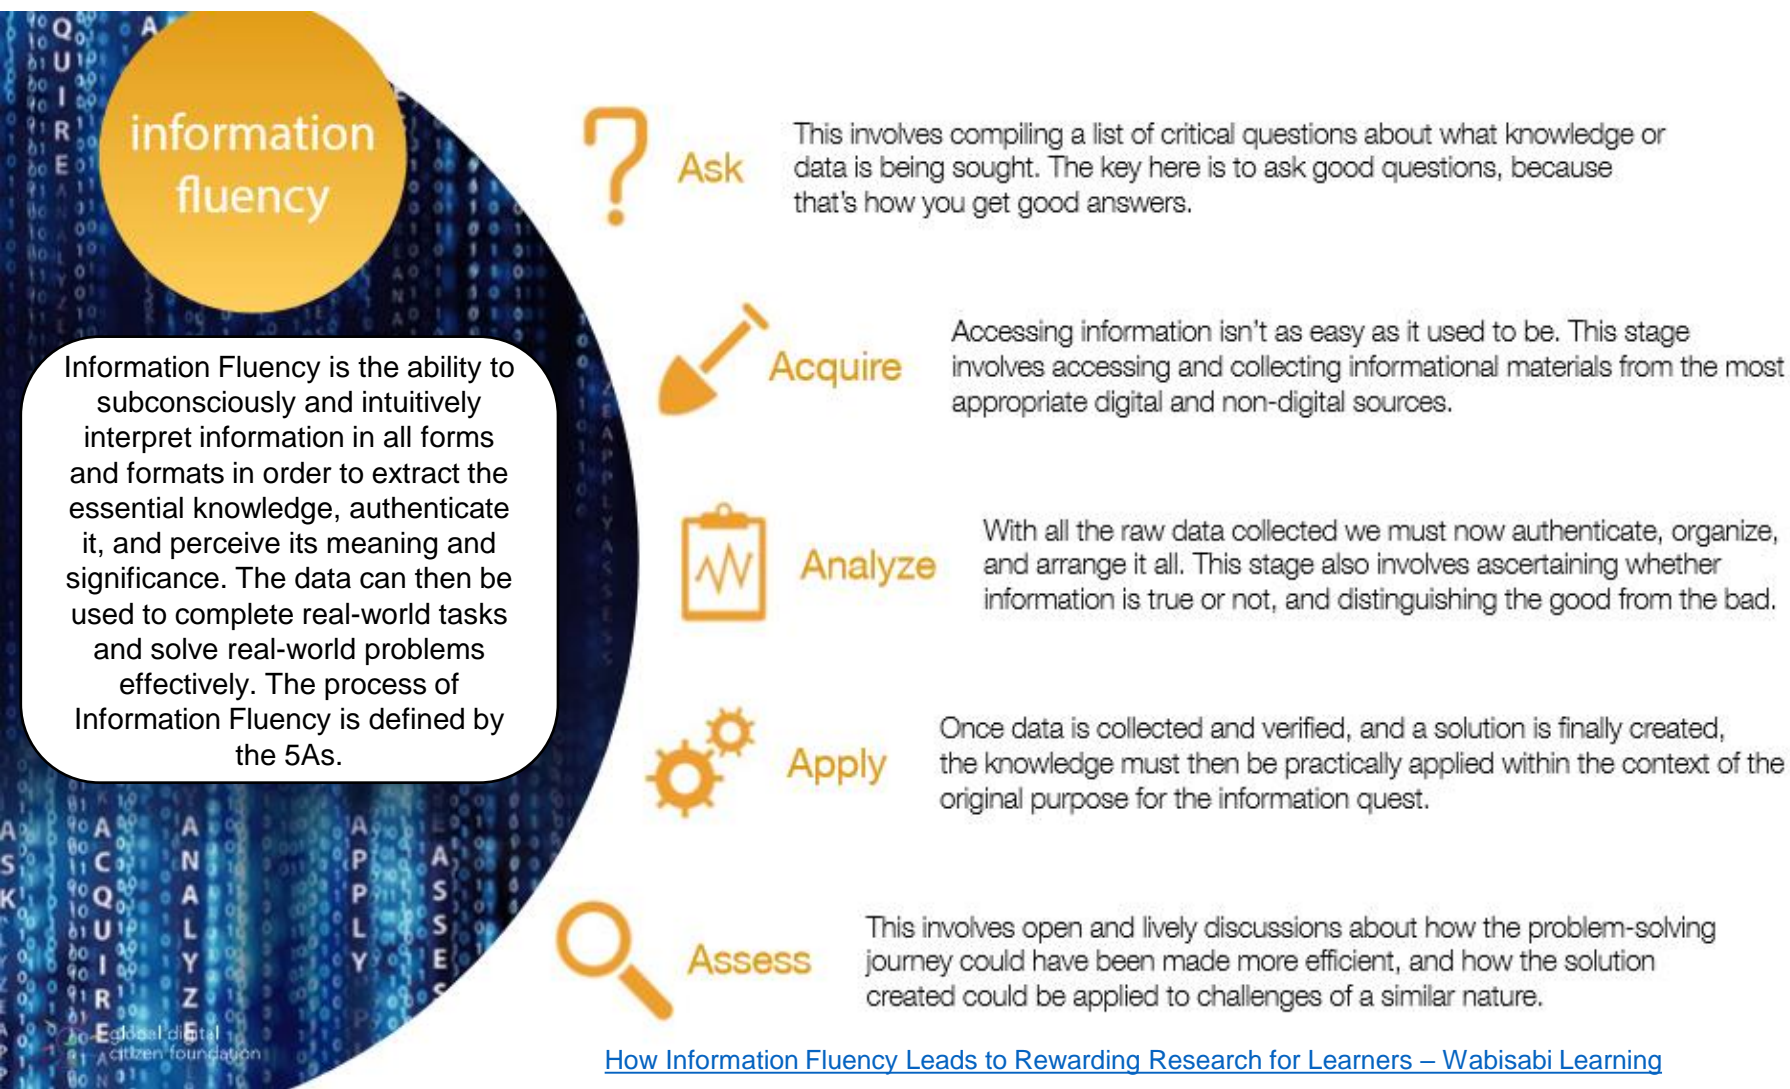 information
fluency
Information Fluency is the ability to
subconsciously and intuitively
interpret information in all forms
and formats in order to extract the
essential knowledge, authenticate
it, and perceive its meaning and
significance. The data can then be
used to complete real-world tasks
and solve real-world problems
effectively. The process of
Information Fluency is defined by
the 5As.
Ask
This involves compiling a list of critical questions about what knowledge or
data is being sought. The key here is to ask good questions, because
that's how you get good answers.
Acquire
Accessing information isn't as easy as it used to be. This stage
involves accessing and collecting informational materials from the most
appropriate digital and non-digital sources.
Analyze
With all the raw data collected we must now authenticate, organize,
and arrange it all. This stage also involves ascertaining whether
information is true or not, and distinguishing the good from the bad.
Apply
Once data is collected and verified, and a solution is finally created,
the knowledge must then be practically applied within the context of the
original purpose for the information quest.
Assess
This involves open and lively discussions about how the problem-solving
journey could have been made more efficient, and how the solution
created could be applied to challenges of a similar nature.
QUIRE
ASK
ACQUIRE
ANALYZE
APPLY
ASSES
global digital
citizen foundation
How Information Fluency Leads to Rewarding Research for Learners – Wabisabi Learning